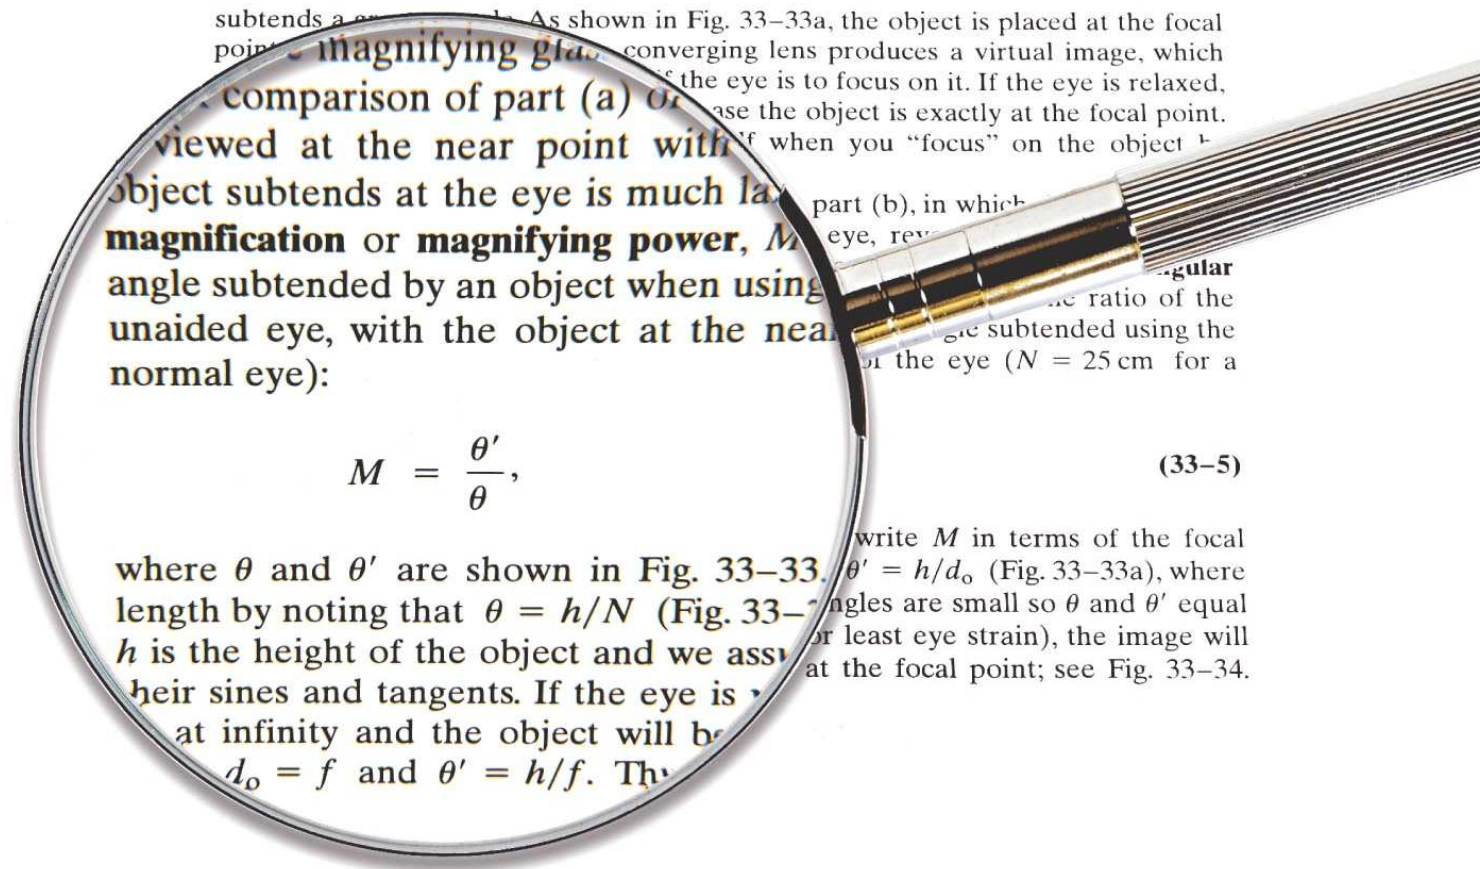 subtends a As shown in Fig. 33–33a, the object is placed at the focal
converging lens produces a virtual image, which
magnifying
the eye is to focus on it. If the eye is relaxed,
comparison of part (a)
the object is exactly at the focal point.
viewed at the near point with
when you “focus” on the object
object subtends at the eye is much
part (b), in which
magnification or magnifying power, M
eye,
angle subtended by an object when using
ratio of the
unaided eye, with the object at the
subtended using the
normal eye):
the eye (N = 25 cm for a
M = θ′/θ,
(33–5)
write M in terms of the focal
where θ and θ′ are shown in Fig. 33–33.
θ′ = h/dₒ (Fig. 33–33a), where
length by noting that θ = h/N (Fig. 33–
are small so θ and θ′ equal
h is the height of the object and we
least eye strain), the image will
at the focal point; see Fig. 33–34.
sines and tangents. If the eye is
at infinity and the object will
dₒ = f and θ′ = h/f.